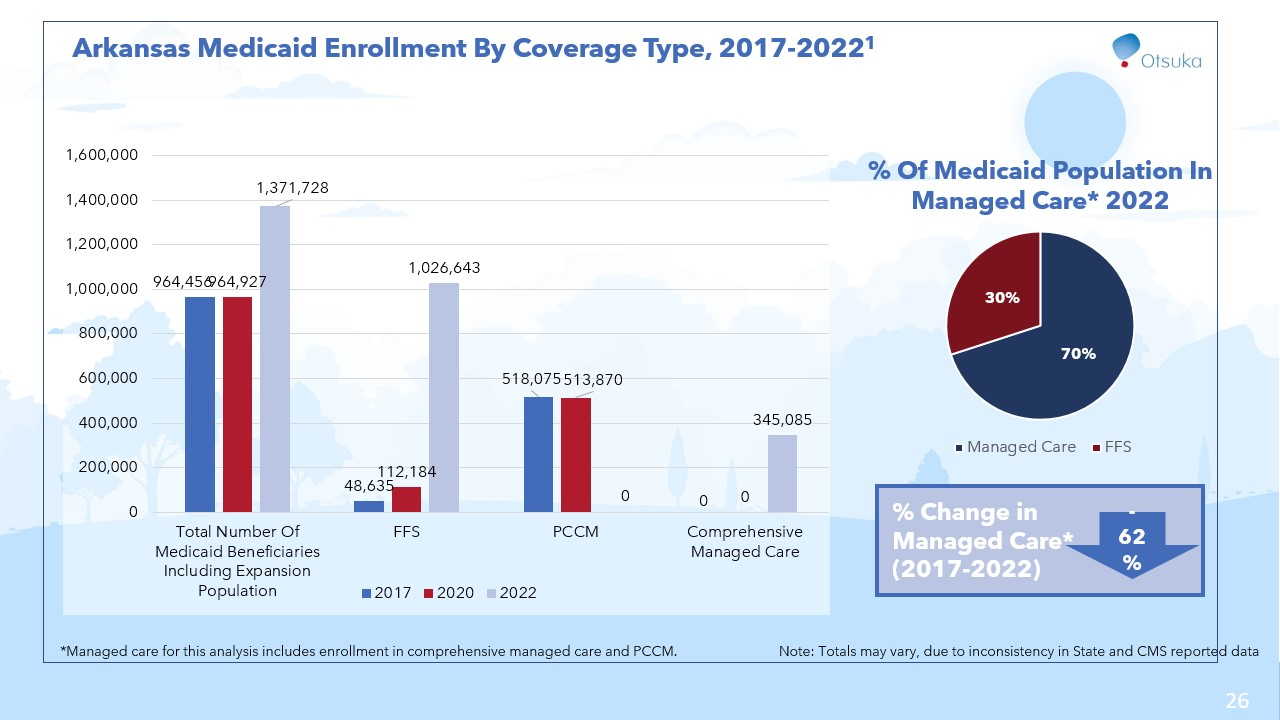 Arkansas Medicaid Enrollment By Coverage Type, 2017-2022¹
Otsuka
1,600,000
1,400,000
1,200,000
1,000,000
800,000
600,000
400,000
200,000
0
964,456
964,927
1,371,728
48,635
112,184
1,026,643
518,075
513,870
0
0
0
345,085
Total Number Of
Medicaid Beneficiaries
Including Expansion
Population
FFS
PCCM
Comprehensive
Managed Care
2017 2020 2022
% Of Medicaid Population In
Managed Care* 2022
30%
70%
Managed Care FFS
% Change in
Managed Care*
(2017-2022)
-
62
%
*Managed care for this analysis includes enrollment in comprehensive managed care and PCCM.
Note: Totals may vary, due to inconsistency in State and CMS reported data
26